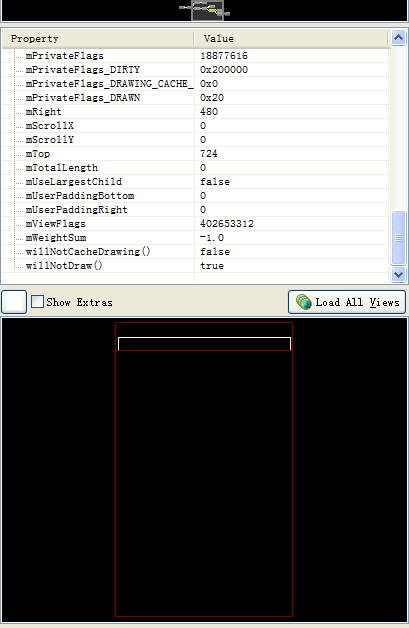 Property Value
mPrivateFlags 18877616
mPrivateFlags_DIRTY 0x200000
mPrivateFlags_DRAWING_CACHE_ 0x0
mPrivateFlags_DRAWN 0x20
mRight 480
mScrollX 0
mScrollY 0
mTop 724
mTotalLength 0
mUseLargestChild false
mUserPaddingBottom 0
mUserPaddingRight 0
mViewFlags 402653312
mWeightSum -1.0
willNotCacheDrawing() false
willNotDraw() true
Show Extras Load All Views